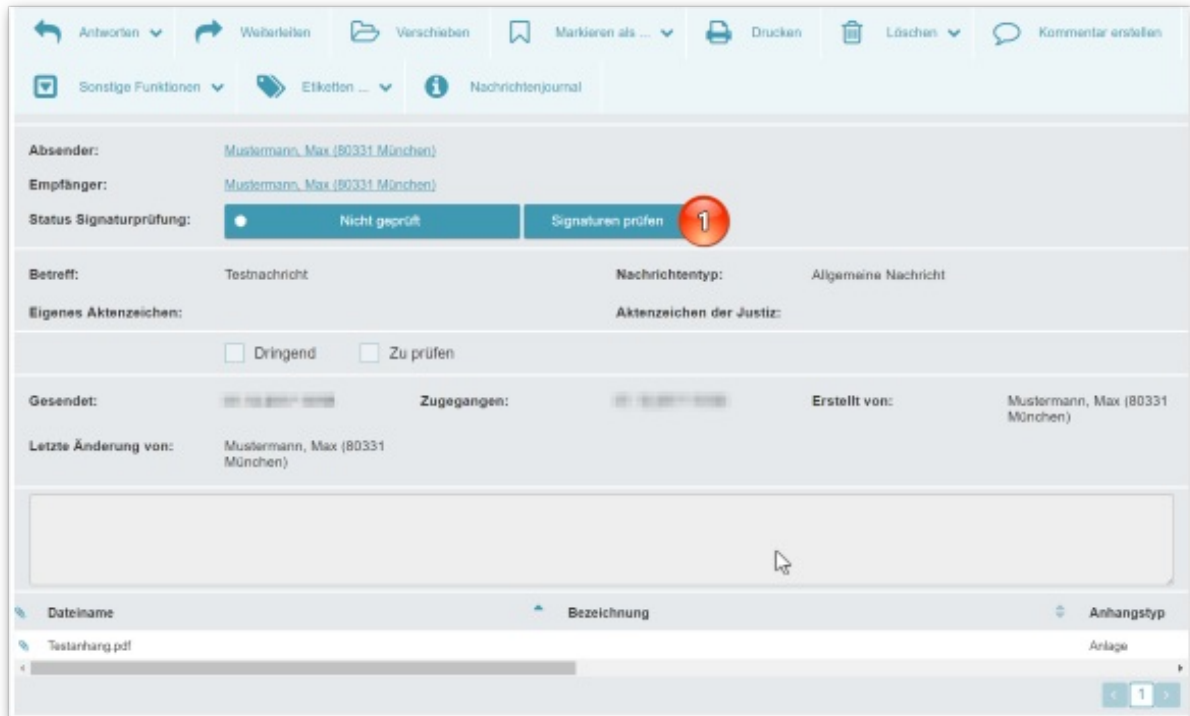 Antworten Weiterleiten Verschieben Markieren als ... Drucken Löschen Kommentar erstellen
Sonstige Funktionen Etiketten ... Nachrichtenjournal
Absender: Mustermann, Max (80331 München)
Empfänger: Mustermann, Max (80331 München)
Status Signaturprüfung: Nicht geprüft Signaturen prüfen 1
Betreff: Testnachricht Nachrichtentyp: Allgemeine Nachricht
Eigenes Aktenzeichen: Aktenzeichen der Justiz:
Dringend Zu prüfen
Gesendet: Zugegangen: Erstellt von: Mustermann, Max (80331
München)
Letzte Änderung von: Mustermann, Max (80331
München)
Dateiname Bezeichnung Anhangstyp
Testanhang.pdf Anlage
< 1 >